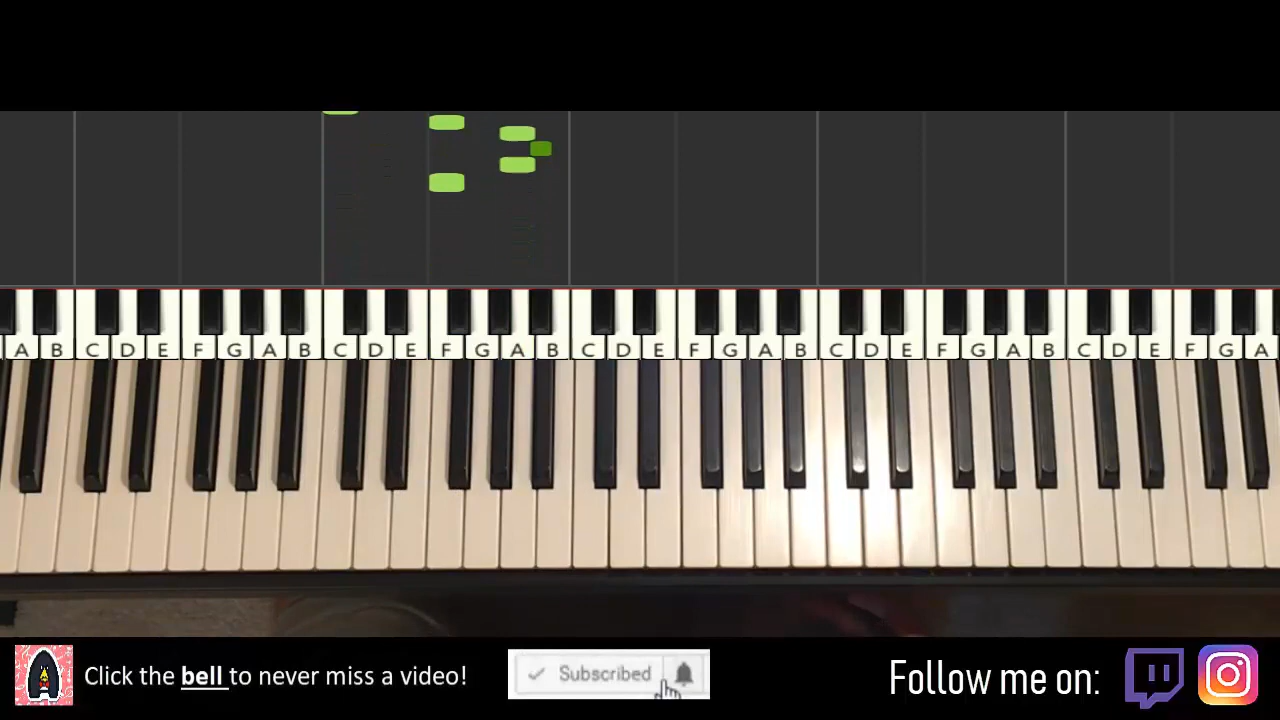 A B C D E F G A B C D E F G A B C D E F G A B C D E F G A B C D E F G A
Click the bell to never miss a video!
Subscribed
Follow me on: